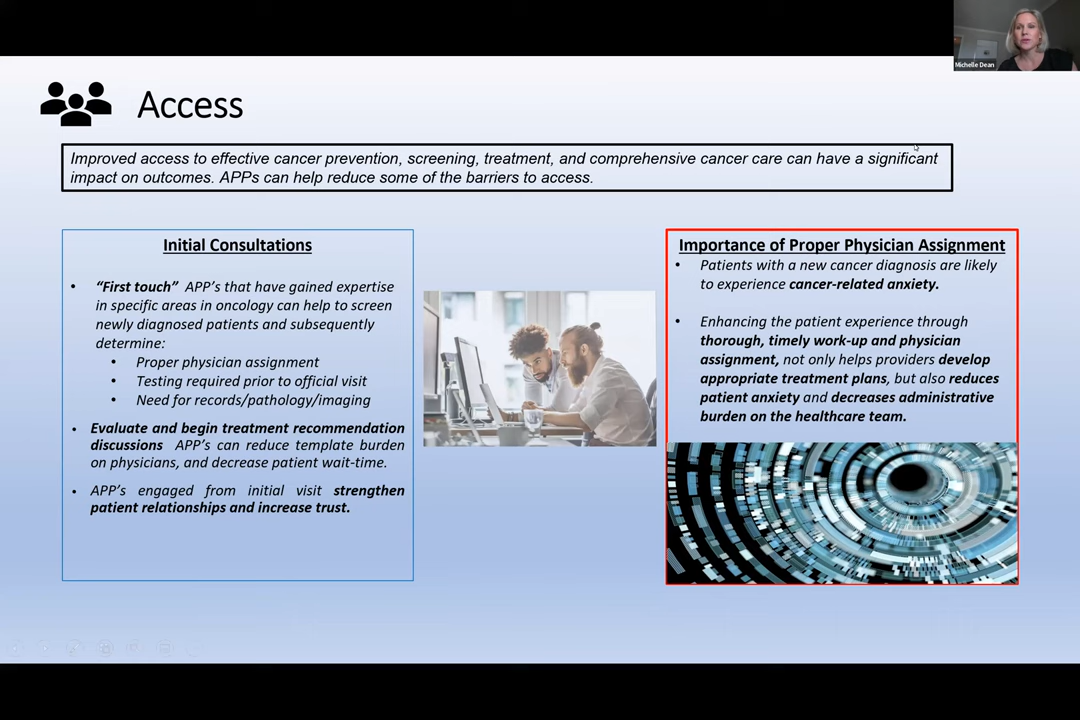 Michelle Dean
Access
Improved access to effective cancer prevention, screening, treatment, and comprehensive cancer care can have a significant
impact on outcomes. APPs can help reduce some of the barriers to access.
Initial Consultations
• “First touch” APP’s that have gained expertise
in specific areas in oncology can help to screen
newly diagnosed patients and subsequently
determine:
• Proper physician assignment
• Testing required prior to official visit
• Need for records/pathology/imaging
• Evaluate and begin treatment recommendation
discussions APP’s can reduce template burden
on physicians, and decrease patient wait-time.
• APP’s engaged from initial visit strengthen
patient relationships and increase trust.
Importance of Proper Physician Assignment
• Patients with a new cancer diagnosis are likely
to experience cancer-related anxiety.
• Enhancing the patient experience through
thorough, timely work-up and physician
assignment, not only helps providers develop
appropriate treatment plans, but also reduces
patient anxiety and decreases administrative
burden on the healthcare team.